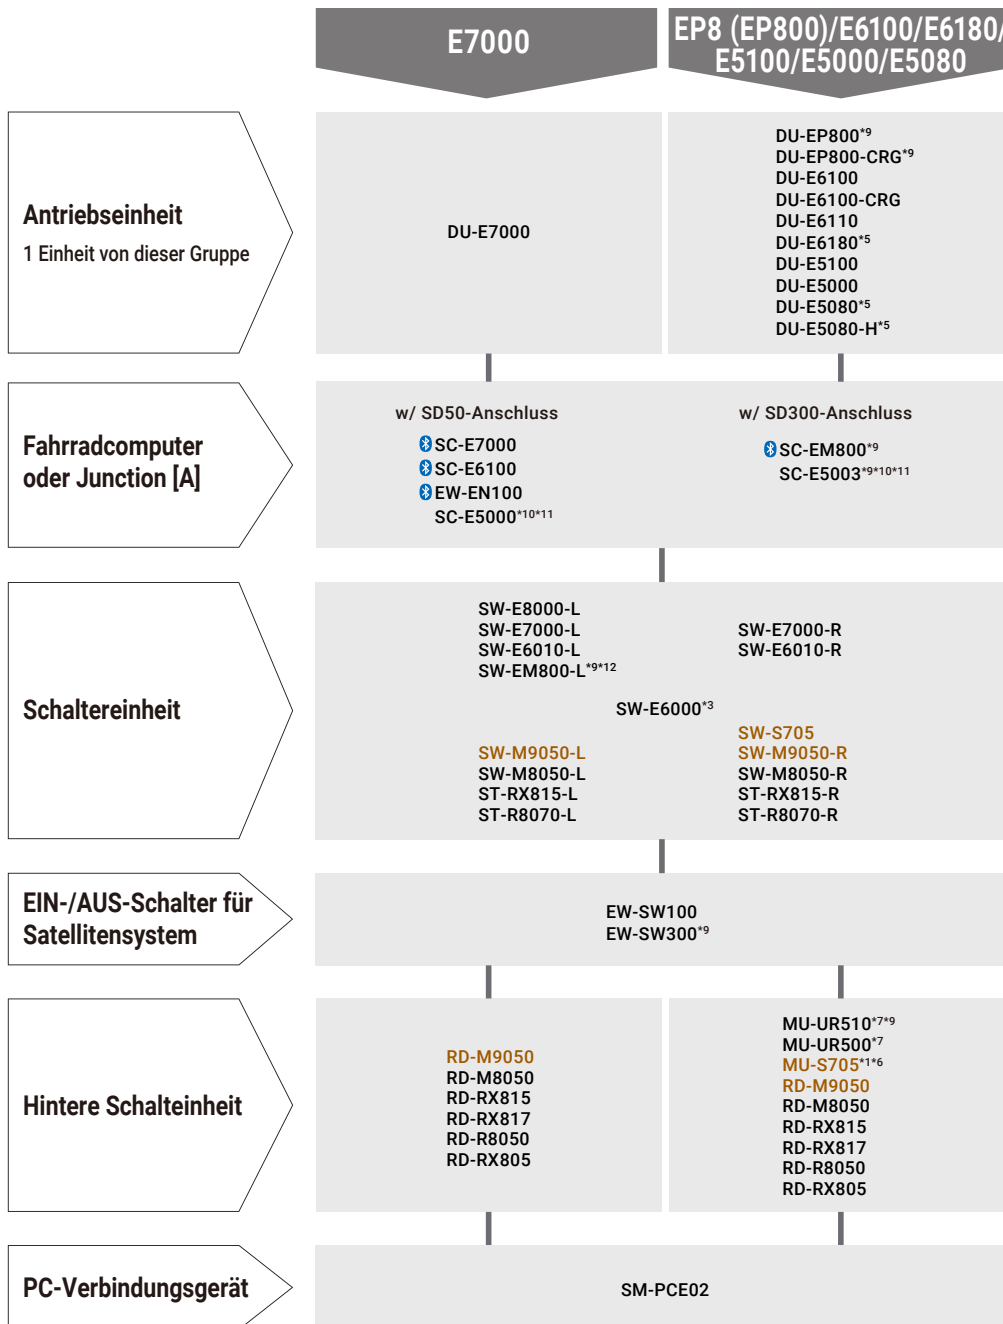 E7000
EP8 (EP800)/E6100/E6180/
E5100/E5000/E5080
Antriebseinheit
1 Einheit von dieser Gruppe
DU-E7000
DU-EP800*9
DU-EP800-CRG*9
DU-E6100
DU-E6100-CRG
DU-E6110
DU-E6180*5
DU-E5100
DU-E5000
DU-E5080*5
DU-E5080-H*5
Fahrradcomputer
oder Junction [A]
w/ SD50-Anschluss
SC-E7000
SC-E6100
EW-EN100
SC-E5000*10*11
w/ SD300-Anschluss
SC-EM800*9
SC-E5003*9*10*11
Schaltereinheit
SW-E8000-L
SW-E7000-L
SW-E6010-L
SW-EM800-L*9*12
SW-E7000-R
SW-E6010-R
SW-E6000*3
SW-M9050-L
SW-M8050-L
ST-RX815-L
ST-R8070-L
SW-S705
SW-M9050-R
SW-M8050-R
ST-RX815-R
ST-R8070-R
EIN-/AUS-Schalter für
Satellitensystem
EW-SW100
EW-SW300*9
Hintere Schalteinheit
RD-M9050
RD-M8050
RD-RX815
RD-RX817
RD-R8050
RD-RX805
MU-UR510*7*9
MU-UR500*7
MU-S705*1*6
RD-M9050
RD-M8050
RD-RX815
RD-RX817
RD-R8050
RD-RX805
PC-Verbindungsgerät
SM-PCE02